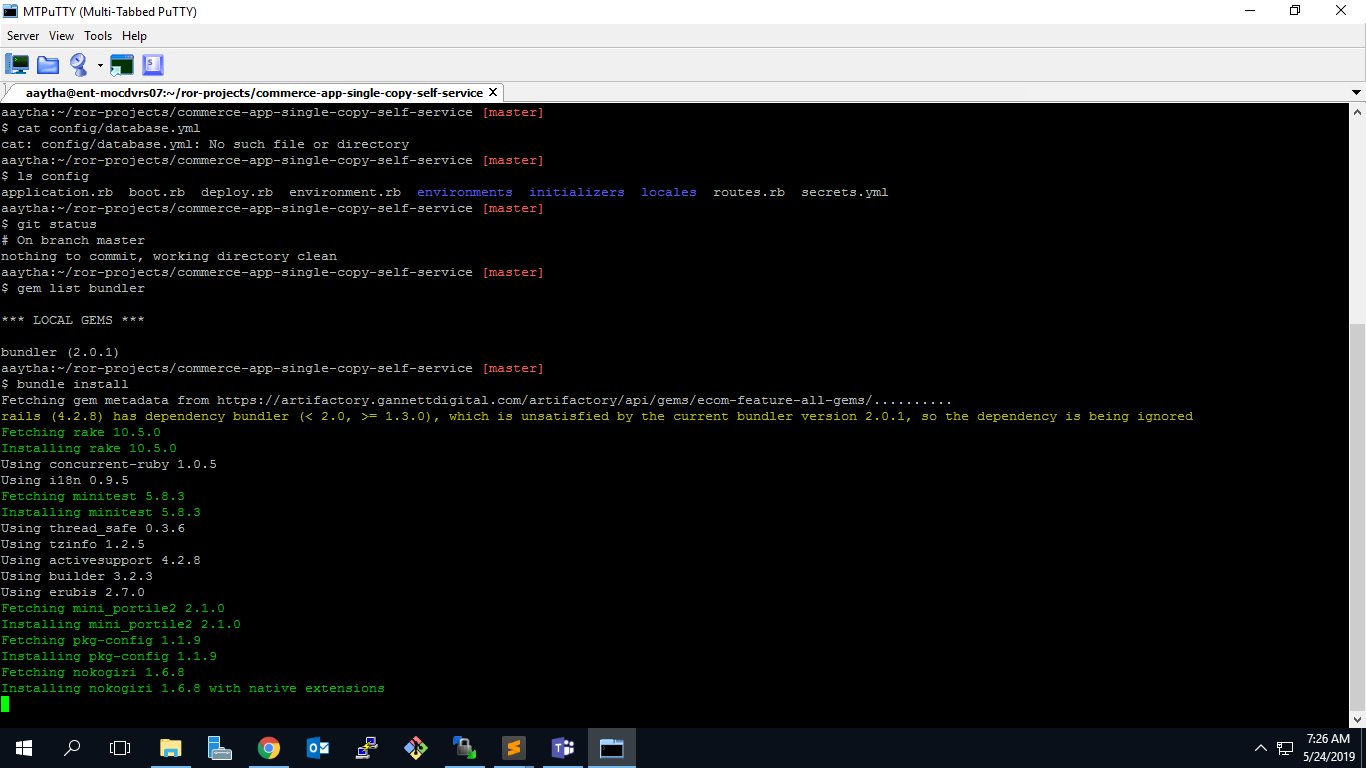 MTPuTTY (Multi-Tabbed PuTTY)
Server View Tools Help
aaytha@ent-mocdvrs07:~/ror-projects/commerce-app-single-copy-self-service
aaytha:~/ror-projects/commerce-app-single-copy-self-service [master]
$ cat config/database.yml
cat: config/database.yml: No such file or directory
aaytha:~/ror-projects/commerce-app-single-copy-self-service [master]
$ ls config
application.rb boot.rb deploy.rb environment.rb environments initializers locales routes.rb secrets.yml
aaytha:~/ror-projects/commerce-app-single-copy-self-service [master]
$ git status
# On branch master
nothing to commit, working directory clean
aaytha:~/ror-projects/commerce-app-single-copy-self-service [master]
$ gem list bundler
*** LOCAL GEMS ***
bundler (2.0.1)
aaytha:~/ror-projects/commerce-app-single-copy-self-service [master]
$ bundle install
Fetching gem metadata from https://artifactory.gannettdigital.com/artifactory/api/gems/ecom-feature-all-gems/..........
rails (4.2.8) has dependency bundler (< 2.0, >= 1.3.0), which is unsatisfied by the current bundler version 2.0.1, so the dependency is being ignored
Fetching rake 10.5.0
Installing rake 10.5.0
Using concurrent-ruby 1.0.5
Using i18n 0.9.5
Fetching minitest 5.8.3
Installing minitest 5.8.3
Using thread_safe 0.3.6
Using tzinfo 1.2.5
Using activesupport 4.2.8
Using builder 3.2.3
Using erubis 2.7.0
Fetching mini_portile2 2.1.0
Installing mini_portile2 2.1.0
Fetching pkg-config 1.1.9
Installing pkg-config 1.1.9
Fetching nokogiri 1.6.8
Installing nokogiri 1.6.8 with native extensions
7:26 AM
5/24/2019